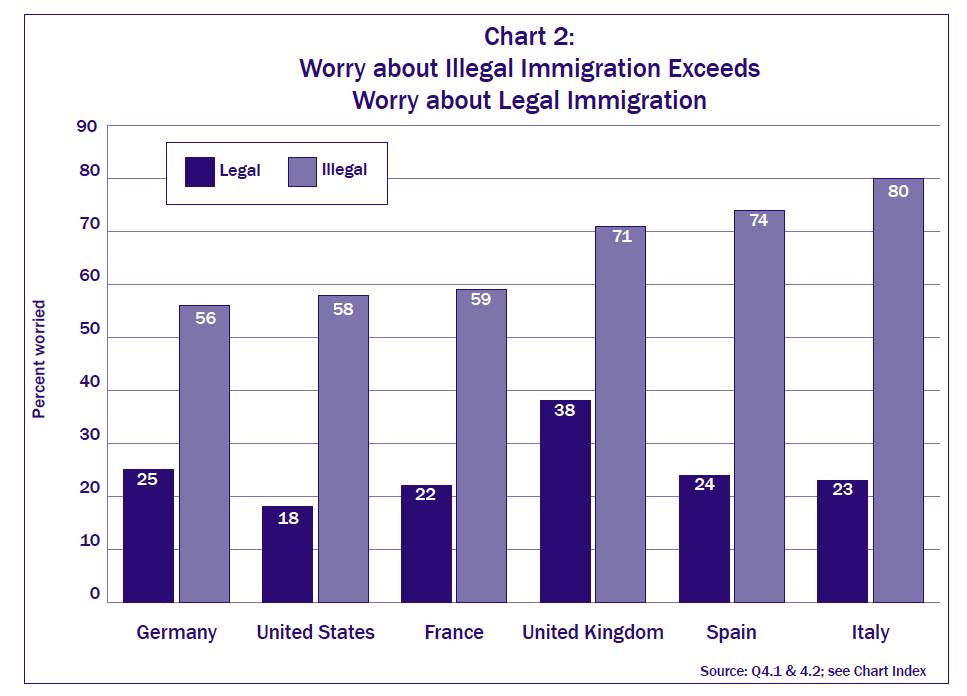 Chart 2:
Worry about Illegal Immigration Exceeds
Worry about Legal Immigration
90
80
70
60
50
40
30
20
10
0
Percent worried
Legal
Illegal
25
56
18
58
22
59
38
71
24
74
23
80
Germany
United States
France
United Kingdom
Spain
Italy
Source: Q4.1 & 4.2; see Chart Index